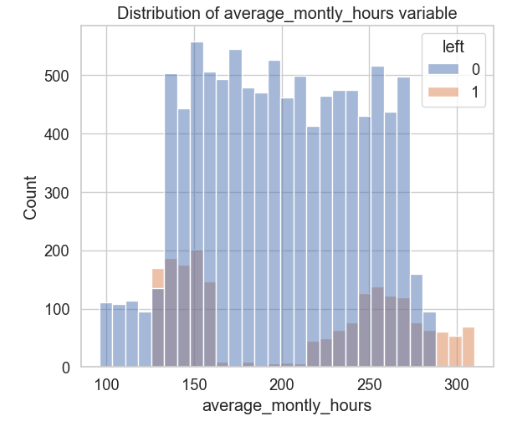 Distribution of average_montly_hours variable
left
0
1
500
400
300
200
100
0
Count
100 150 200 250 300
average_montly_hours